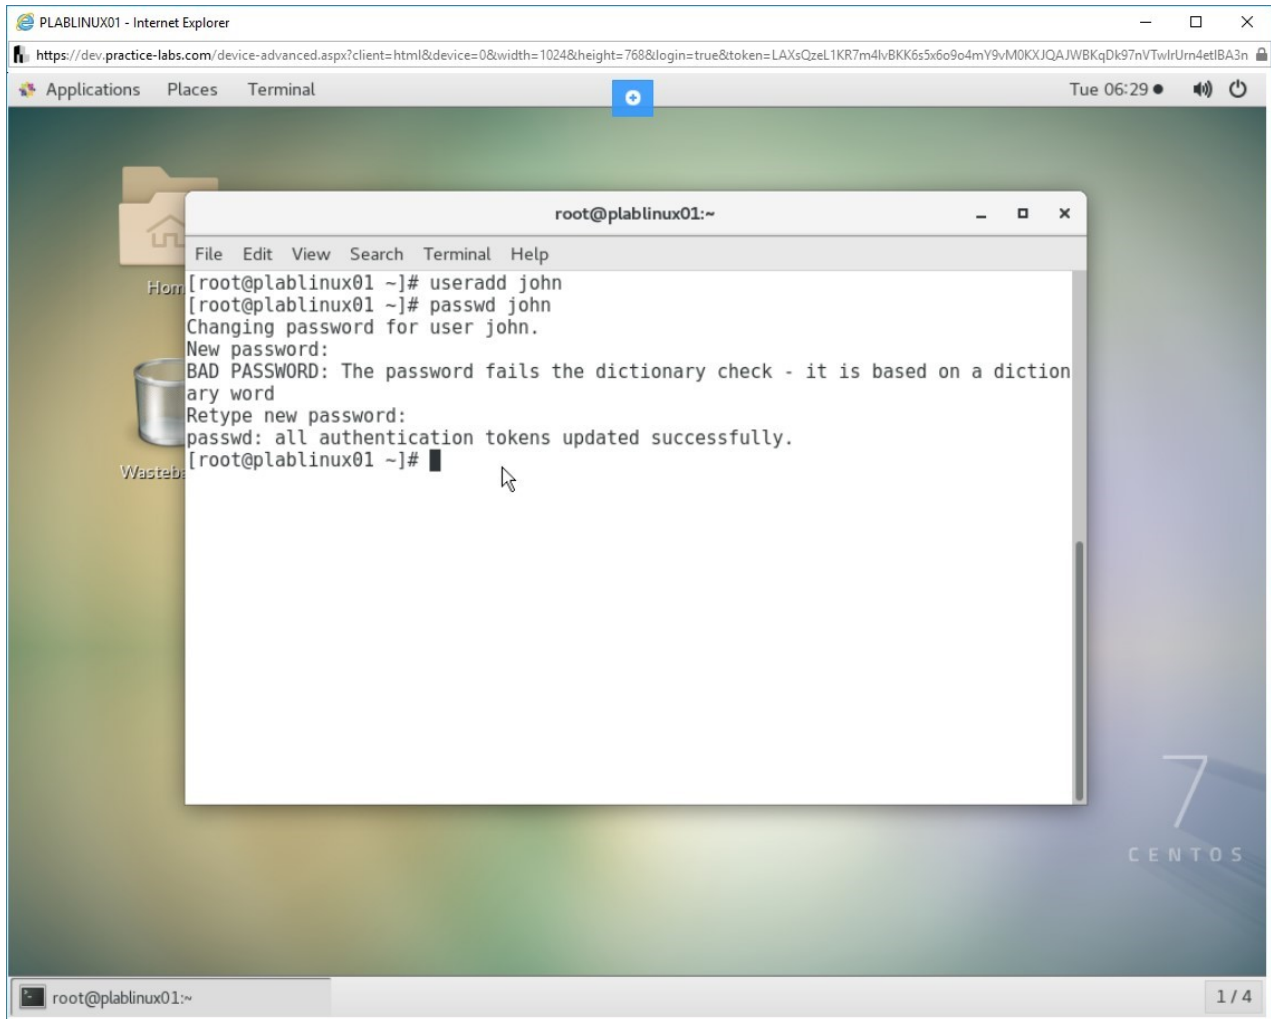 PLABLINUX01 - Internet Explorer
https://dev.practice-labs.com/device-advanced.aspx?client=html&device=0&width=1024&height=768&login=true&token=LAXsQzeL1KR7m4lvBKK6s5x6o9o4mY9vM0KXJQAJWBKqDk97nVTwIrUrn4etIBA3n
Applications Places Terminal Tue 06:29
root@plablinux01:~
File Edit View Search Terminal Help
[root@plablinux01 ~]# useradd john
[root@plablinux01 ~]# passwd john
Changing password for user john.
New password:
BAD PASSWORD: The password fails the dictionary check - it is based on a diction
ary word
Retype new password:
passwd: all authentication tokens updated successfully.
[root@plablinux01 ~]#
Hom
Wasteb
7
CENTOS
root@plablinux01:~ 1 / 4